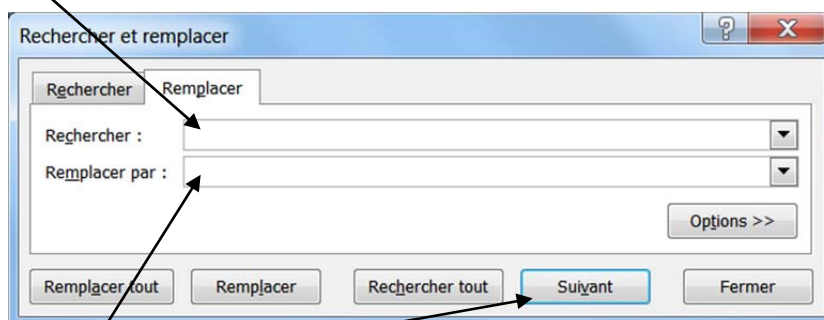 Rechercher et remplacer
Rechercher Remplacer
Rechercher :
Remplacer par :
Options >>
Remplacer tout Remplacer Rechercher tout Suivant Fermer